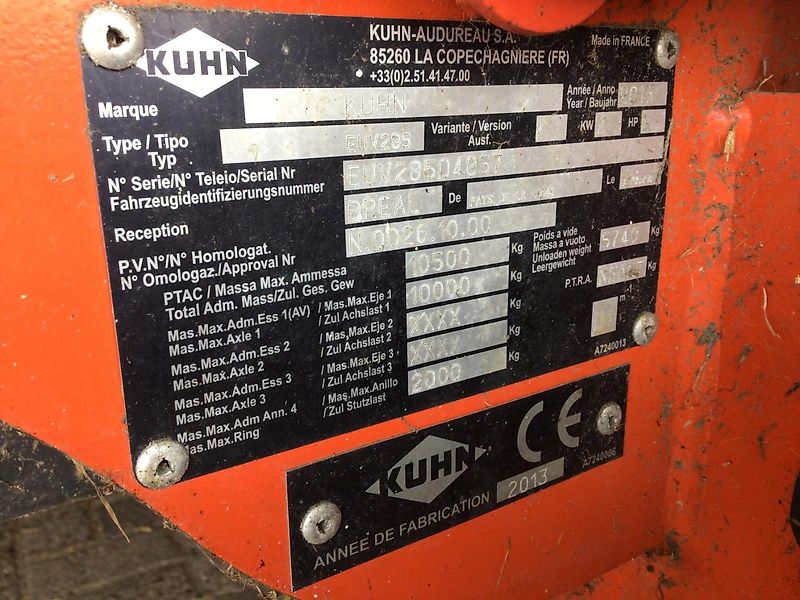 KUHN
KUHN-AUDUREAU S.A.
85260 LA COPECHAGNIERE (FR)
+33(0)2.51.41.47.00
Made in FRANCE
Marque KUHN Année / Anno
Year / Baujahr
Type / Tipo
Typ EUV285 Variante / Version
Ausf. KW HP
N° Serie/N° Teleio/Serial Nr
Fahrzeugidentifizierungsnummer EUV285D4857
Reception DREAL De Le
P.V.N°/N° Homologat.
N° Omologaz./Approval Nr N.0026.10.00
PTAC / Massa Max. Ammessa
Total Adm. Mass/Zul. Ges. Gew 10500 Kg
Mas.Max.Adm.Ess 1(AV) / Mas.Max.Eje 1
Mas.Max.Axle 1 / Zul Achslast 1 10000 Kg
Mas.Max.Adm.Ess 2 / Mas,Max,Eje 2
Mas.Max.Axle 2 / Zul Achslast 2 XXXX Kg
Mas.Max.Adm.Ess 3 / Mas.Max.Eje 3
Mas.Max.Axle 3 / Zul Achslast 3 XXXX Kg
Mas.Max.Adm Ann. 4 / Mas.Max.Anillo
Mas.Max.Ring / Zul Stutzlast 2000 Kg
Poids a vide
Massa a vuoto
Unloaden weight
Leergewicht 5740 Kg
P.T.R.A. Kg
m
A7240013
KUHN
CE
ANNEE DE FABRICATION 2013
A7240006